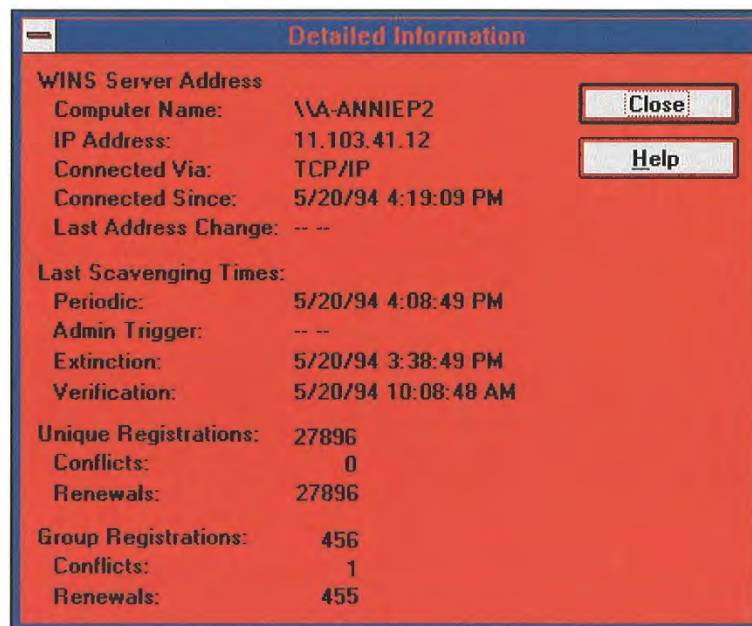 Detailed Information
WINS Server Address
Computer Name: \\A-ANNIEP2
IP Address: 11.103.41.12
Connected Via: TCP/IP
Connected Since: 5/20/94 4:19:09 PM
Last Address Change: -- --
Close
Help
Last Scavenging Times:
Periodic: 5/20/94 4:08:49 PM
Admin Trigger: -- --
Extinction: 5/20/94 3:38:49 PM
Verification: 5/20/94 10:08:48 AM
Unique Registrations: 27896
Conflicts: 0
Renewals: 27896
Group Registrations: 456
Conflicts: 1
Renewals: 455